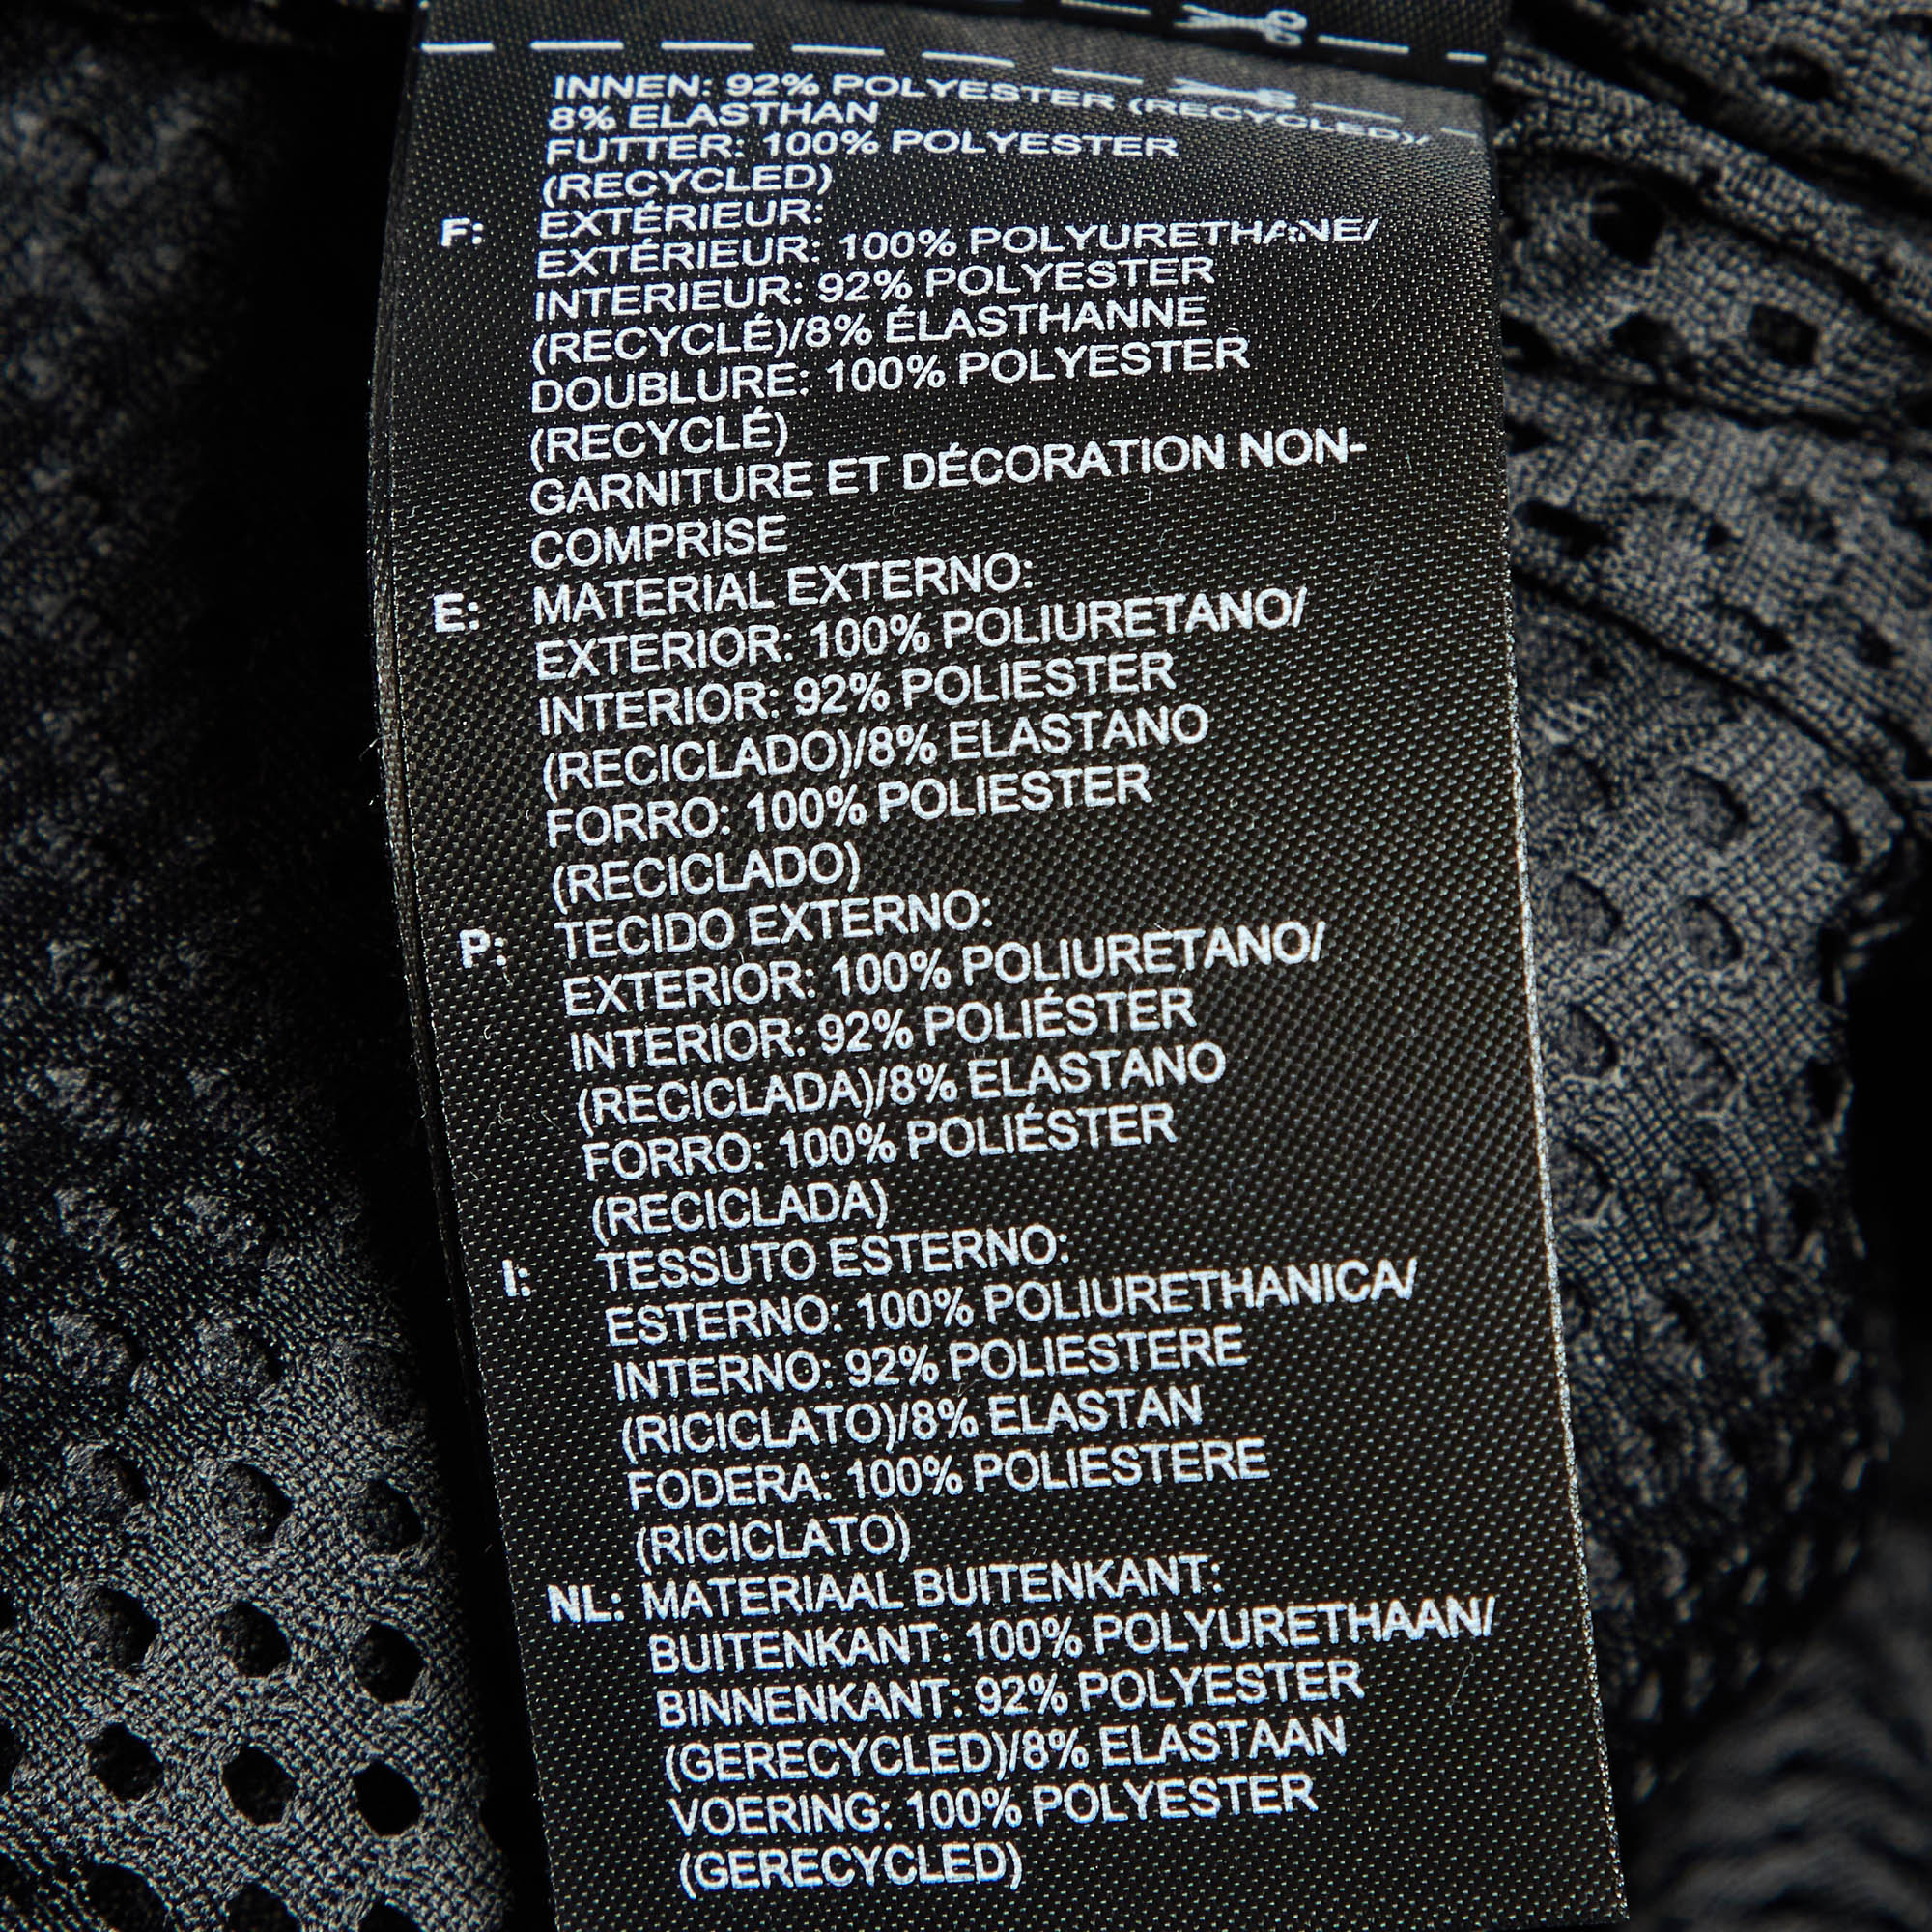 INNEN: 92% POLYESTER (RECYCLED)/
8% ELASTHAN
FUTTER: 100% POLYESTER
(RECYCLED)
F: EXTÉRIEUR:
EXTÉRIEUR: 100% POLYURETHANE/
INTERIEUR: 92% POLYESTER
(RECYCLÉ)/8% ÉLASTHANNE
DOUBLURE: 100% POLYESTER
(RECYCLÉ)
GARNITURE ET DÉCORATION NON-
COMPRISE
E: MATERIAL EXTERNO:
EXTERIOR: 100% POLIURETANO/
INTERIOR: 92% POLIESTER
(RECICLADO)/8% ELASTANO
FORRO: 100% POLIESTER
(RECICLADO)
P: TECIDO EXTERNO:
EXTERIOR: 100% POLIURETANO/
INTERIOR: 92% POLIÉSTER
(RECICLADA)/8% ELASTANO
FORRO: 100% POLIÉSTER
(RECICLADA)
I: TESSUTO ESTERNO:
ESTERNO: 100% POLIURETHANICA/
INTERNO: 92% POLIESTERE
(RICICLATO)/8% ELASTAN
FODERA: 100% POLIESTERE
(RICICLATO)
NL: MATERIAAL BUITENKANT:
BUITENKANT: 100% POLYURETHAAN/
BINNENKANT: 92% POLYESTER
(GERECYCLED)/8% ELASTAAN
VOERING: 100% POLYESTER
(GERECYCLED)